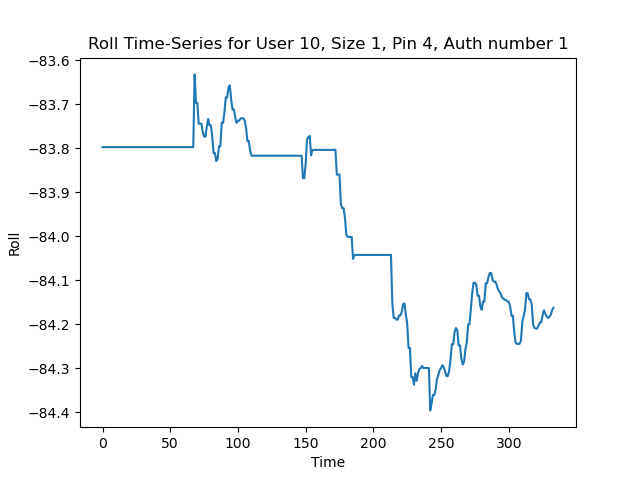 Roll Time-Series for User 10, Size 1, Pin 4, Auth number 1
−83.6
−83.7
−83.8
−83.9
−84.0
−84.1
−84.2
−84.3
−84.4
Roll
0 50 100 150 200 250 300
Time